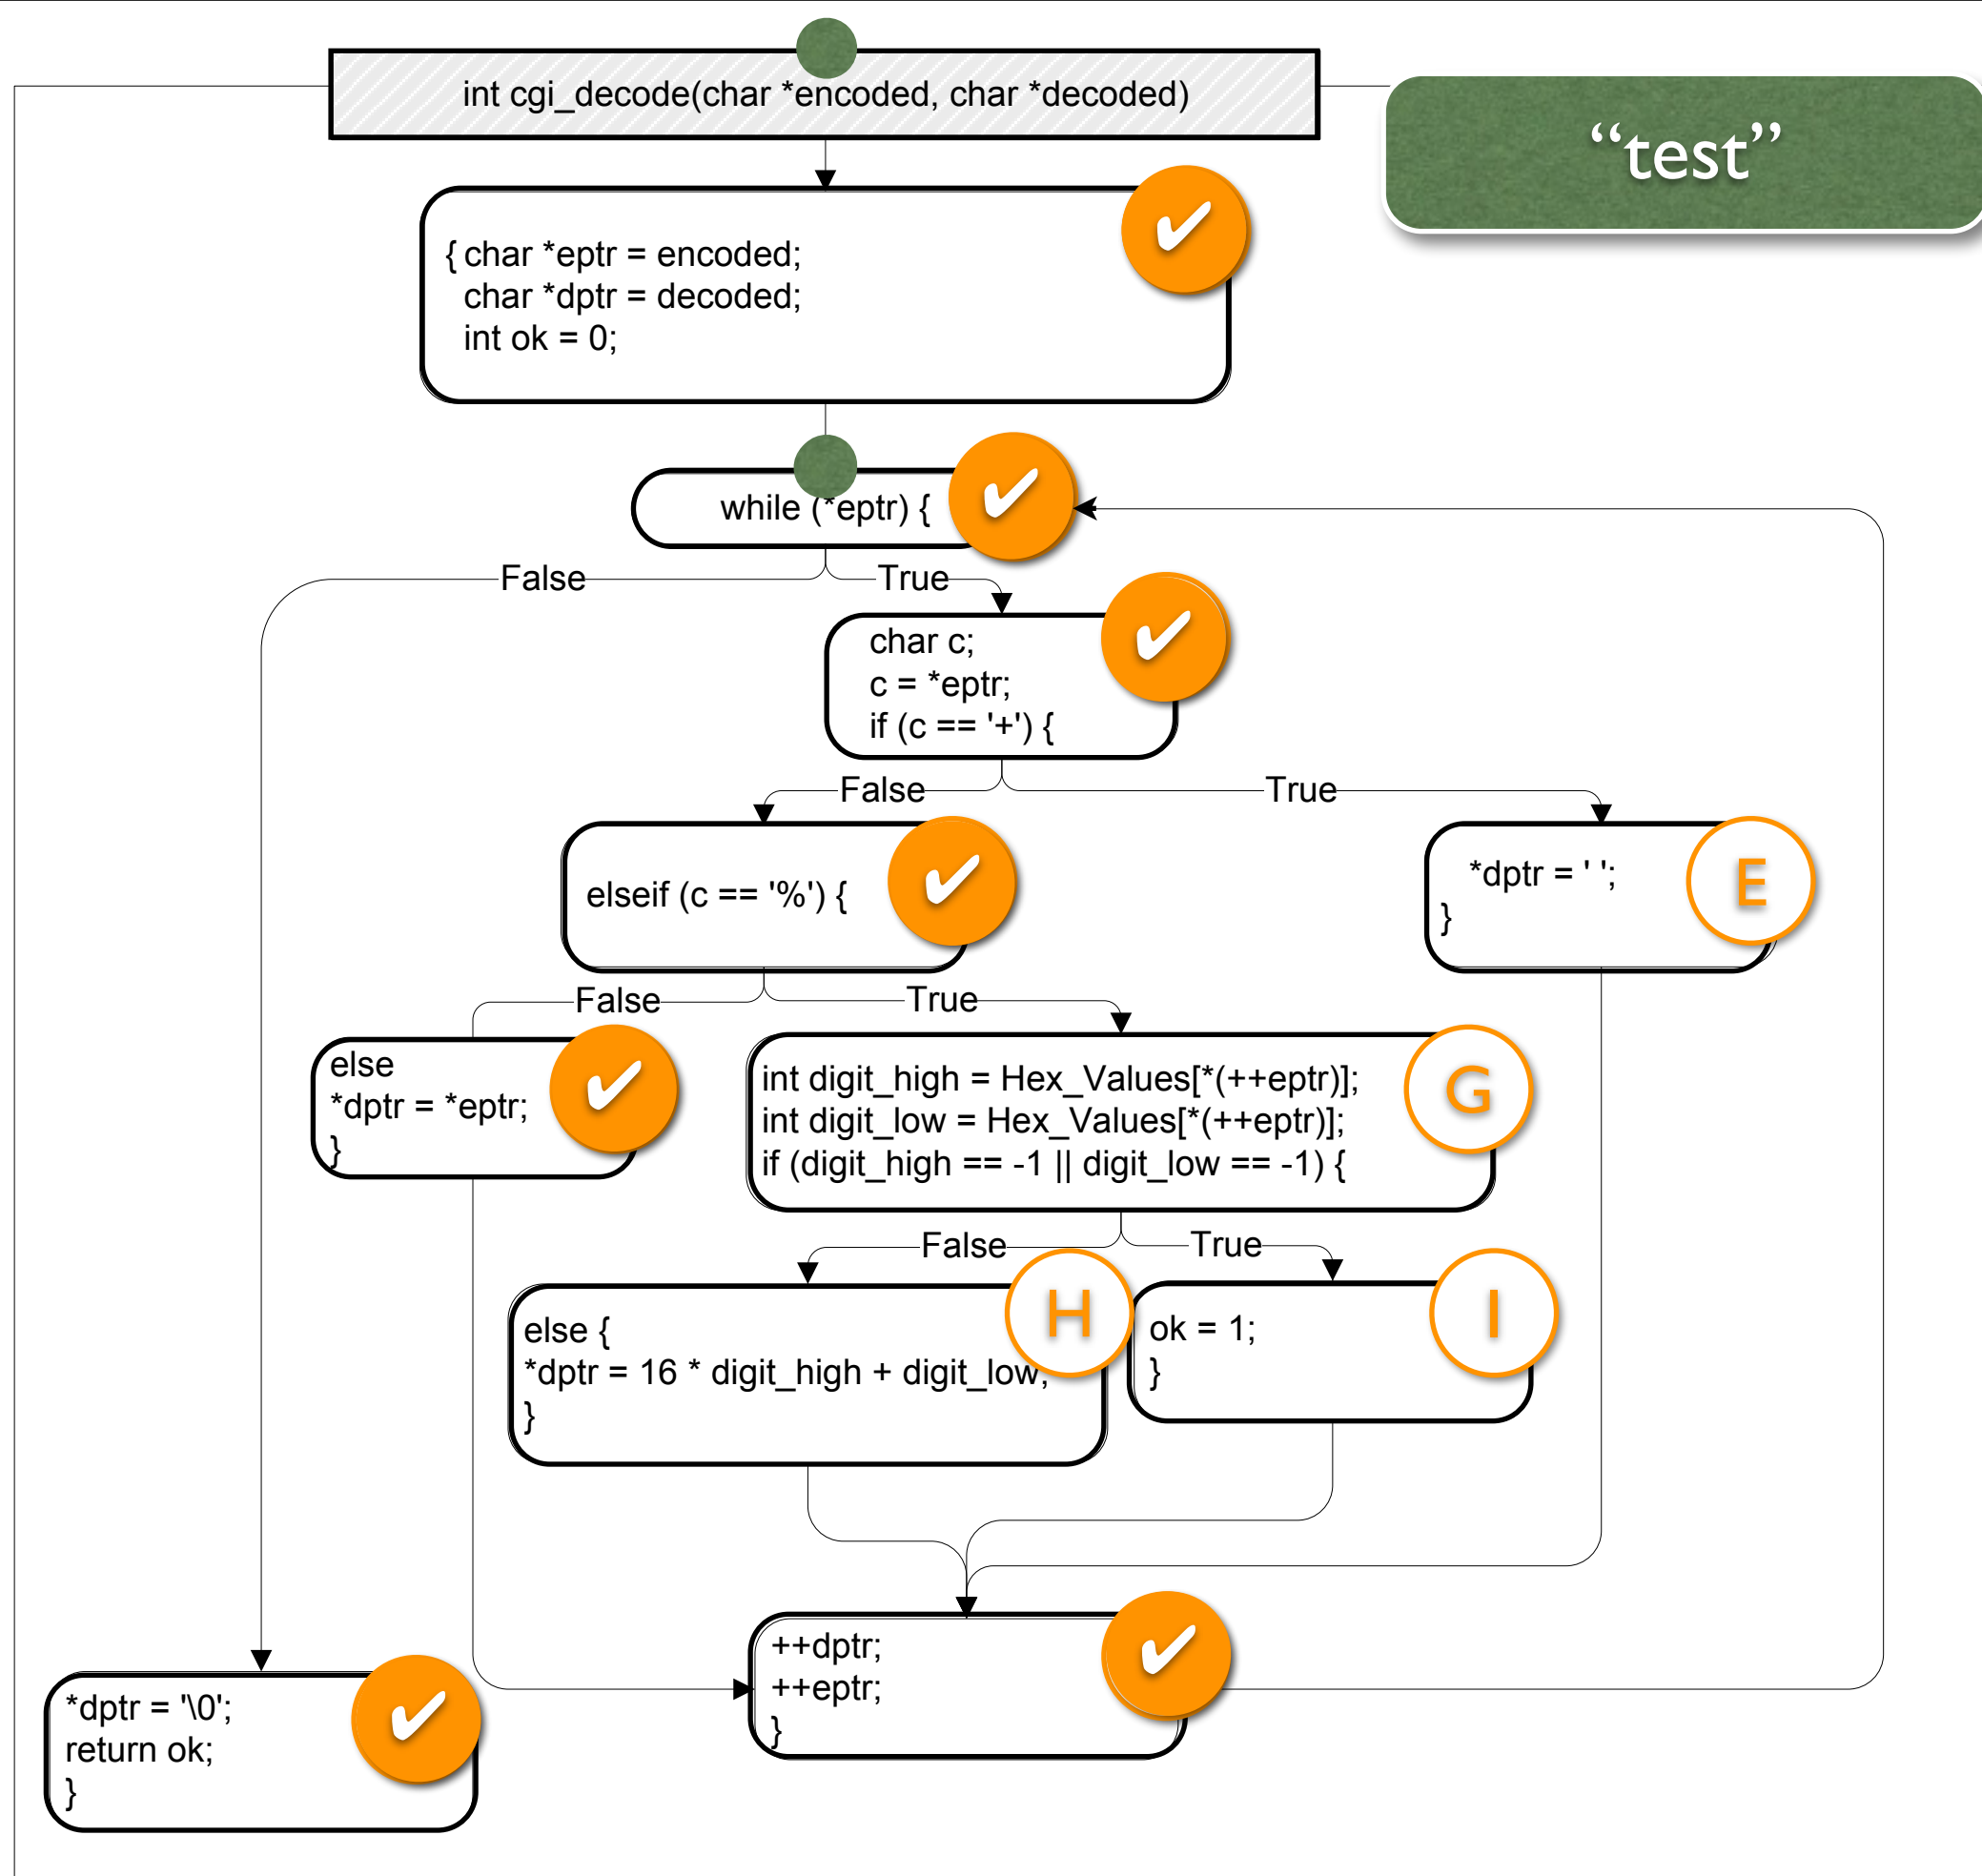 int cgi_decode(char *encoded, char *decoded)
“test”
{ char *eptr = encoded;
char *dptr = decoded;
int ok = 0;
✔
while (*eptr) {
✔
False
True
char c;
c = *eptr;
if (c == '+') {
✔
False
True
elseif (c == '%') {
✔
*dptr = ' ';
}
E
False
True
else
*dptr = *eptr;
}
✔
int digit_high = Hex_Values[*(++eptr)];
int digit_low = Hex_Values[*(++eptr)];
if (digit_high == -1 || digit_low == -1) {
G
False
True
else {
*dptr = 16 * digit_high + digit_low;
}
H
ok = 1;
}
I
++dptr;
++eptr;
}
✔
*dptr = '\0';
return ok;
}
✔